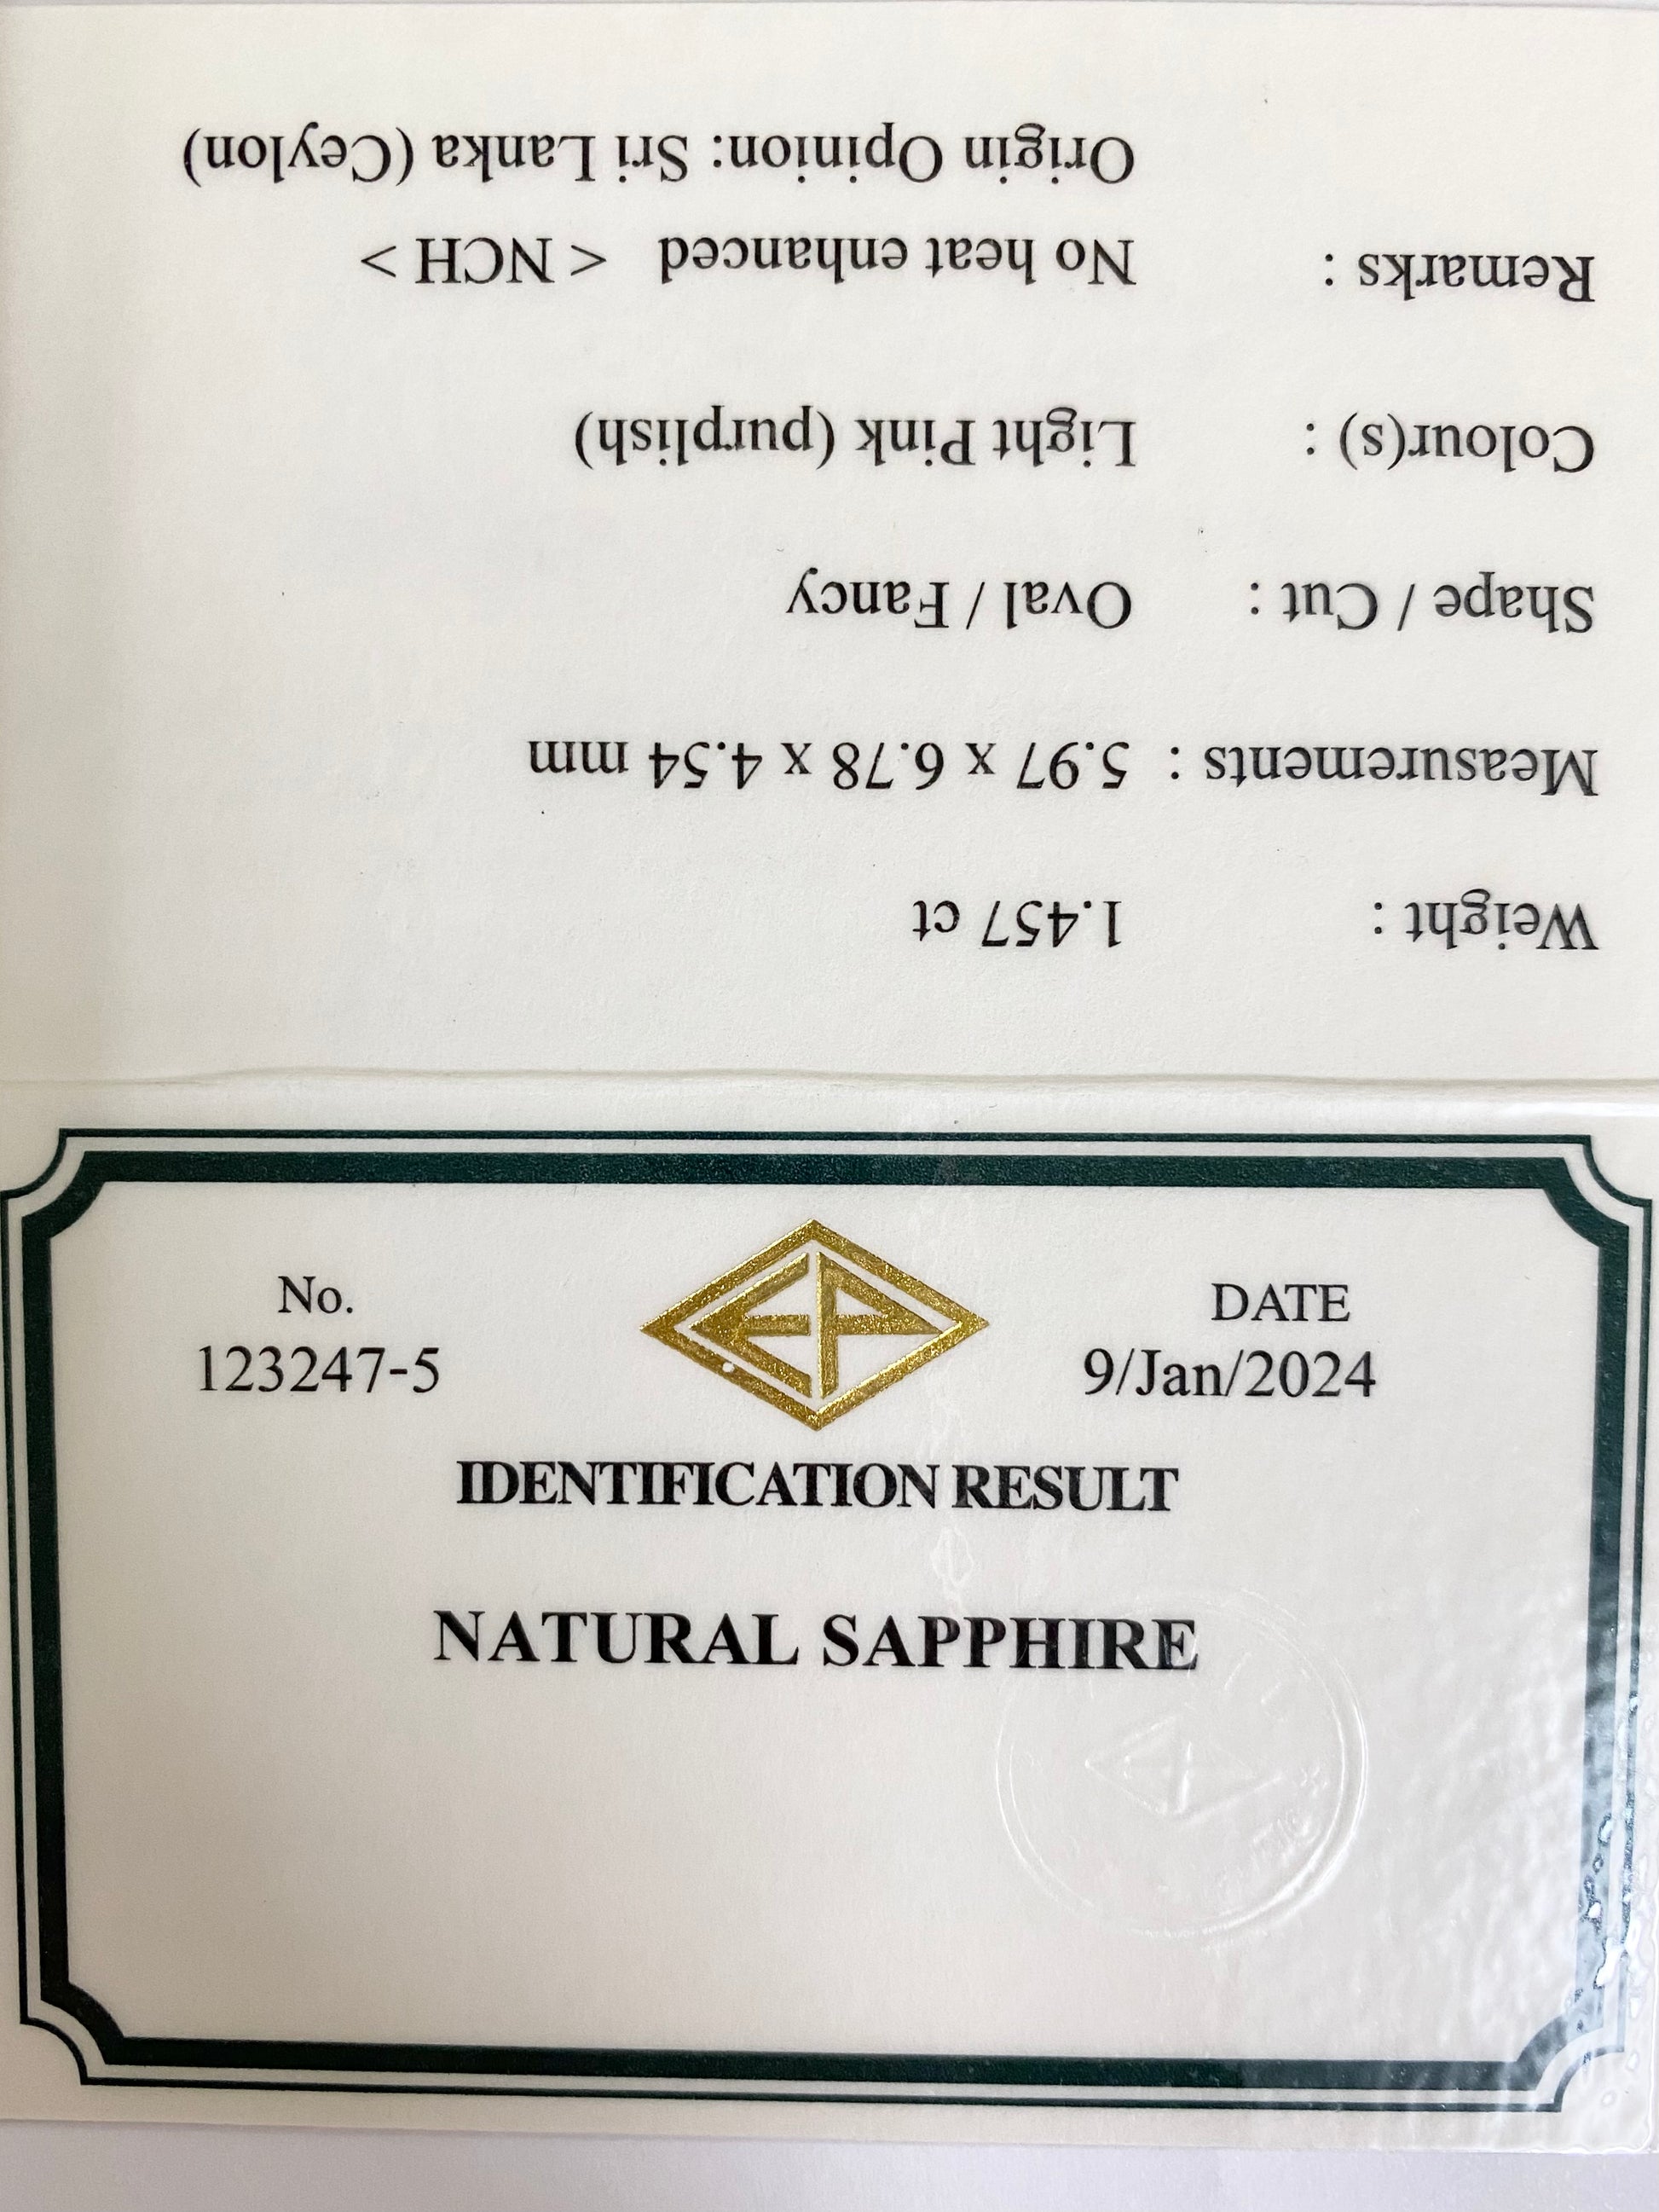 No.
123247-5
EP
DATE
9/Jan/2024
IDENTIFICATION RESULT
NATURAL SAPPHIRE
Weight : 1.457 ct
Measurements : 5.97 x 6.78 x 4.54 mm
Shape / Cut : Oval / Fancy
Colour(s) : Light Pink (purplish)
Remarks : No heat enhanced < NCH >
Origin Opinion: Sri Lanka (Ceylon)